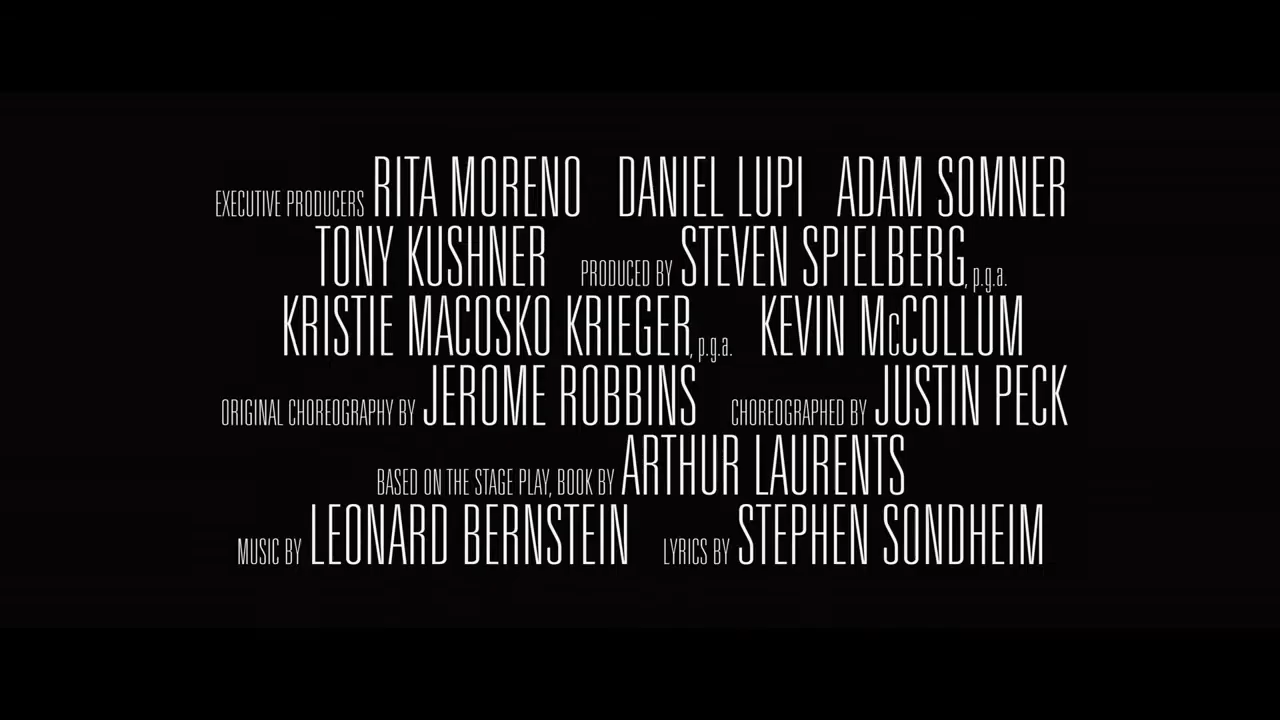 EXECUTIVE PRODUCERS RITA MORENO DANIEL LUPI ADAM SOMNER
TONY KUSHNER PRODUCED BY STEVEN SPIELBERG, p.g.a.
KRISTIE MACOSKO KRIEGER, p.g.a. KEVIN McCOLLUM
ORIGINAL CHOREOGRAPHY BY JEROME ROBBINS CHOREOGRAPHED BY JUSTIN PECK
BASED ON THE STAGE PLAY, BOOK BY ARTHUR LAURENTS
MUSIC BY LEONARD BERNSTEIN LYRICS BY STEPHEN SONDHEIM